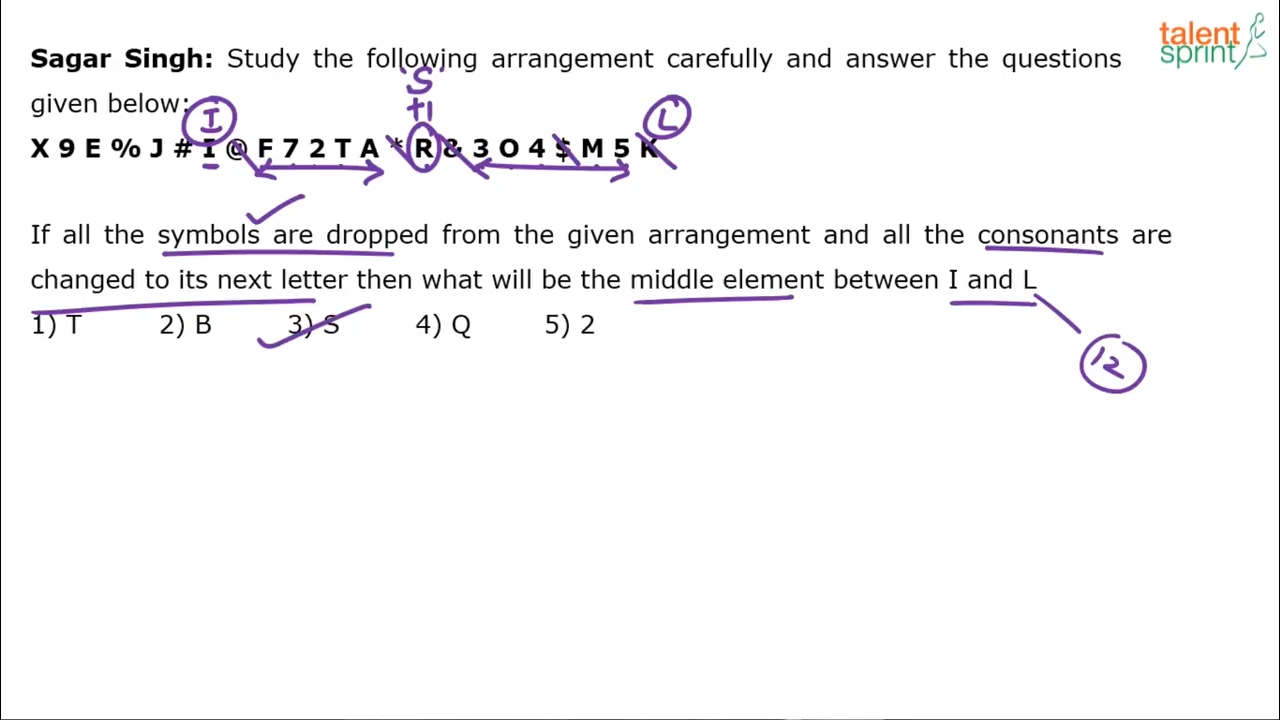 talent
sprint
Sagar Singh: Study the following arrangement carefully and answer the questions
'S'
given below:
+1
I
L
X 9 E % J # I @ F 7 2 T A * R & 3 O 4 $ M 5 K
If all the symbols are dropped from the given arrangement and all the consonants are
changed to its next letter then what will be the middle element between I and L
1) T 2) B 3) S 4) Q 5) 2
12